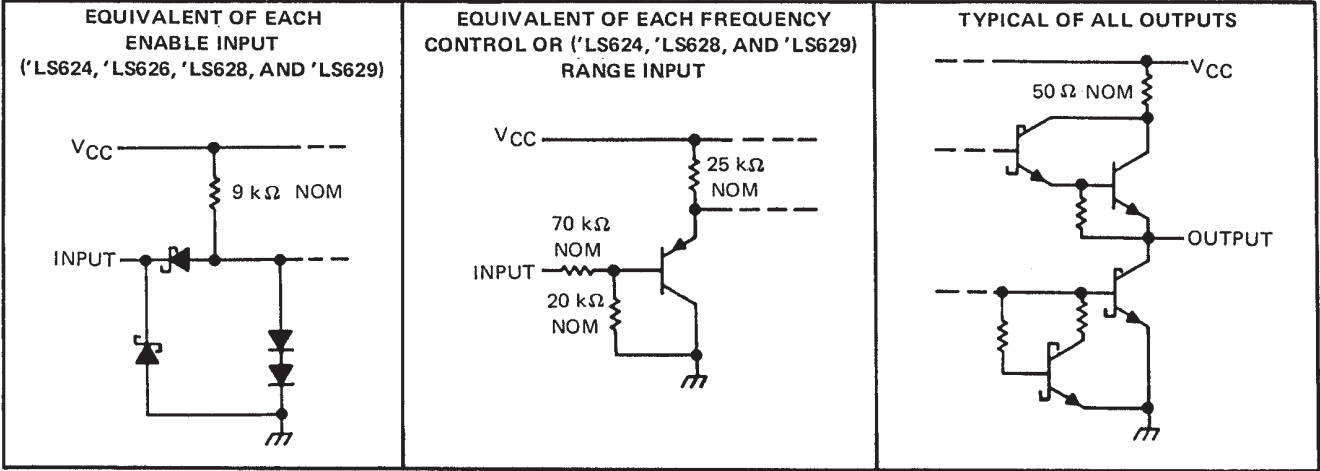 EQUIVALENT OF EACH
ENABLE INPUT
('LS624, 'LS626, 'LS628, AND 'LS629)
VCC
9 kΩ NOM
INPUT
EQUIVALENT OF EACH FREQUENCY
CONTROL OR ('LS624, 'LS628, AND 'LS629)
RANGE INPUT
VCC
25 kΩ
NOM
70 kΩ
NOM
INPUT
20 kΩ
NOM
TYPICAL OF ALL OUTPUTS
VCC
50 Ω NOM
OUTPUT